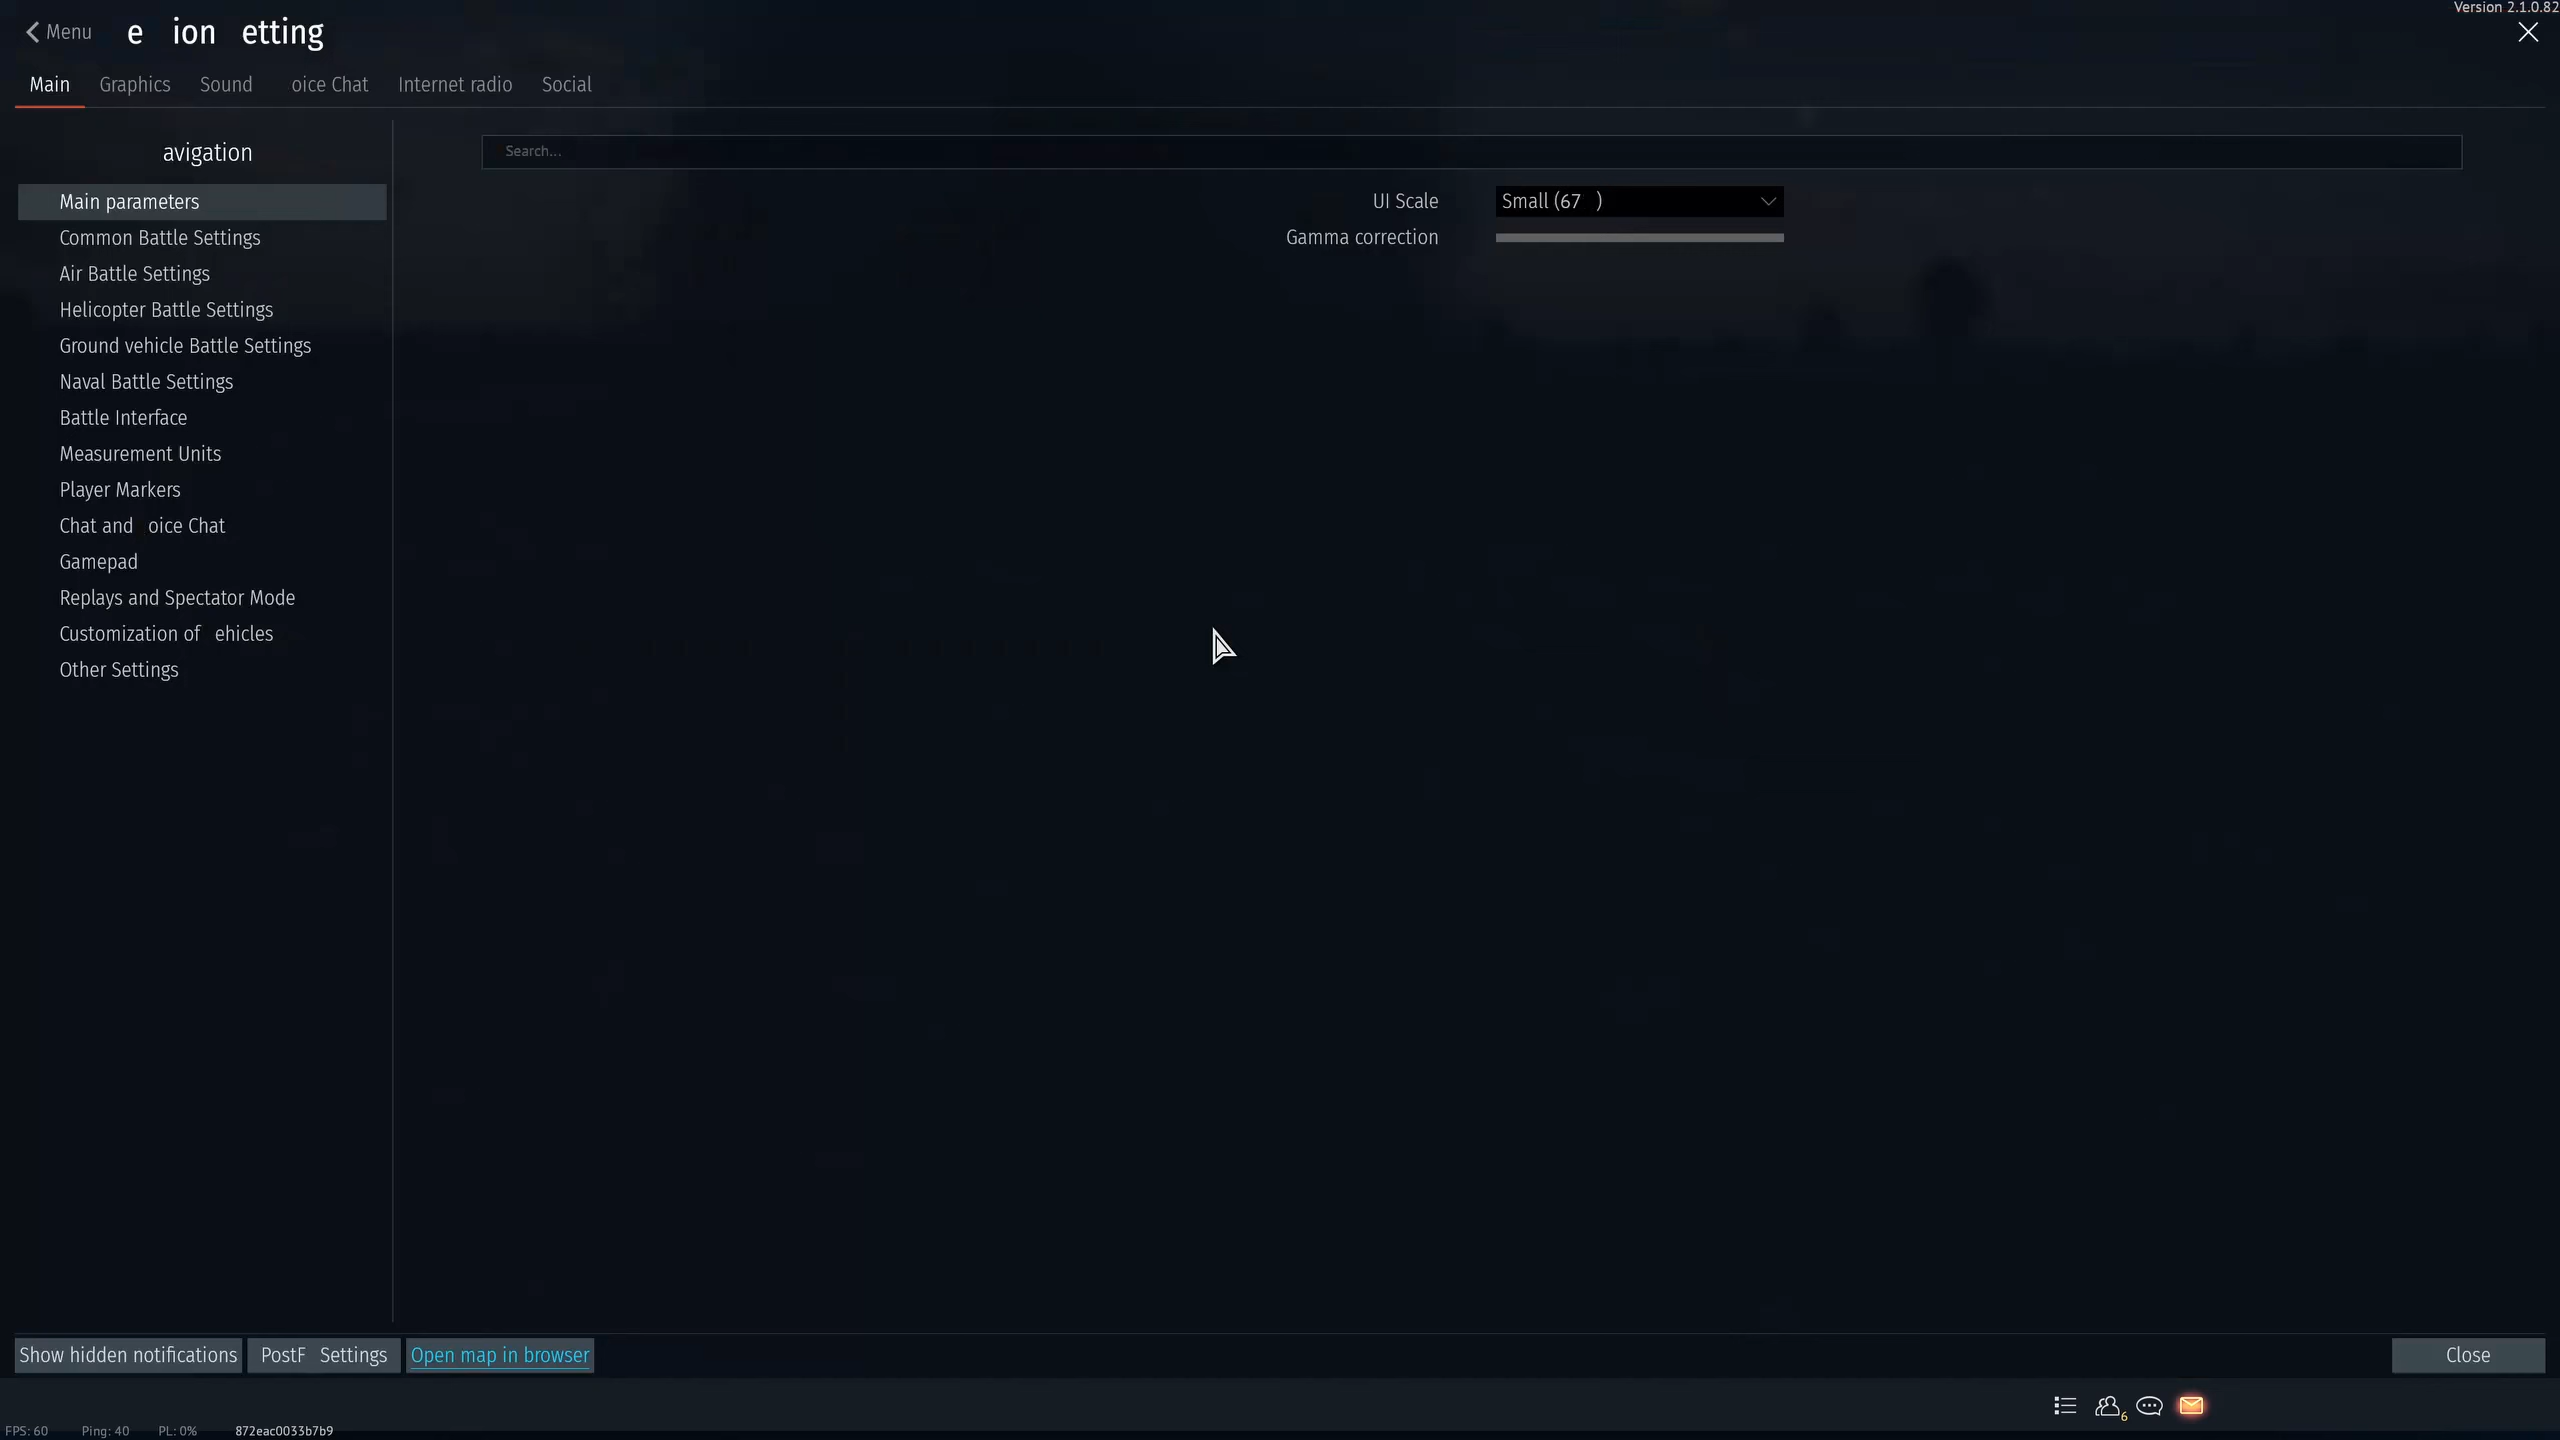 Version 2.1.0.82
Menu e ion etting
Main Graphics Sound oice Chat Internet radio Social
avigation
Search...
Main parameters
UI Scale Small (67 )
Common Battle Settings
Gamma correction
Air Battle Settings
Helicopter Battle Settings
Ground vehicle Battle Settings
Naval Battle Settings
Battle Interface
Measurement Units
Player Markers
Chat and oice Chat
Gamepad
Replays and Spectator Mode
Customization of ehicles
Other Settings
Show hidden notifications PostF Settings Open map in browser Close
6
FPS: 60 Ping: 40 PL: 0% 872eac0033b7b9